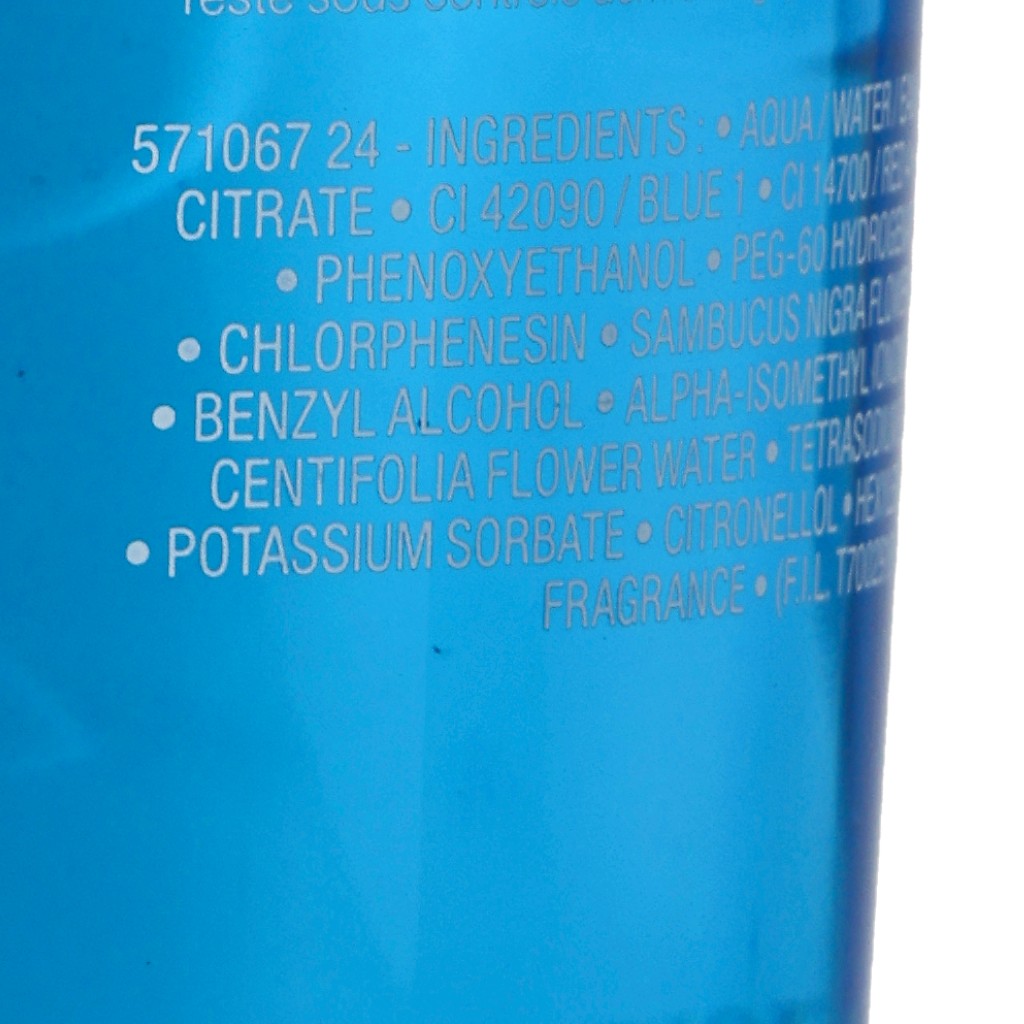 571067 24 - INGREDIENTS : • AQUA / WATER /
CITRATE • CI 42090 / BLUE 1 • CI 14700 / RED
• PHENOXYETHANOL • PEG-60
• CHLORPHENESIN • SAMBUCUS NIGRA
• BENZYL ALCOHOL • ALPHA-ISOMETHYL
CENTIFOLIA FLOWER WATER •
• POTASSIUM SORBATE • CITRONELLOL •
FRAGRANCE • (F.I.L.